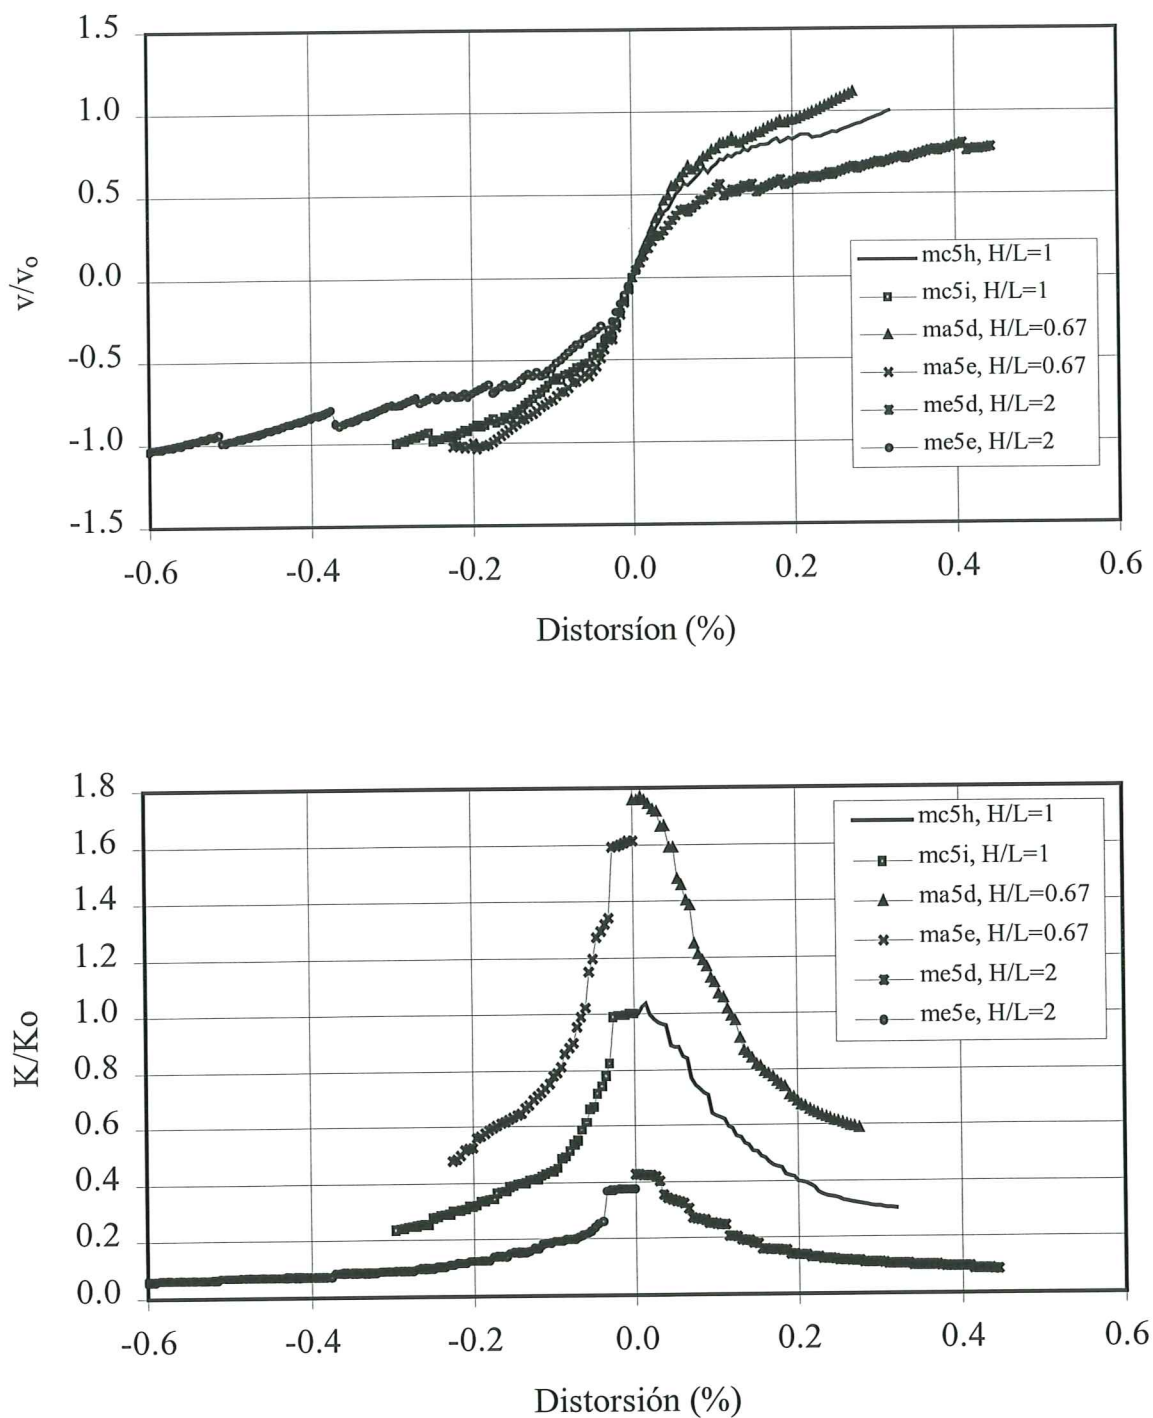 1.5
1.0
0.5
0.0
-0.5
-1.0
-1.5
v/vₒ
-0.6 -0.4 -0.2 0.0 0.2 0.4 0.6
Distorsíon (%)
mc5h, H/L=1
mc5i, H/L=1
ma5d, H/L=0.67
ma5e, H/L=0.67
me5d, H/L=2
me5e, H/L=2
1.8
1.6
1.4
1.2
1.0
0.8
0.6
0.4
0.2
0.0
K/Ko
-0.6 -0.4 -0.2 0.0 0.2 0.4 0.6
Distorsión (%)
mc5h, H/L=1
mc5i, H/L=1
ma5d, H/L=0.67
ma5e, H/L=0.67
me5d, H/L=2
me5e, H/L=2